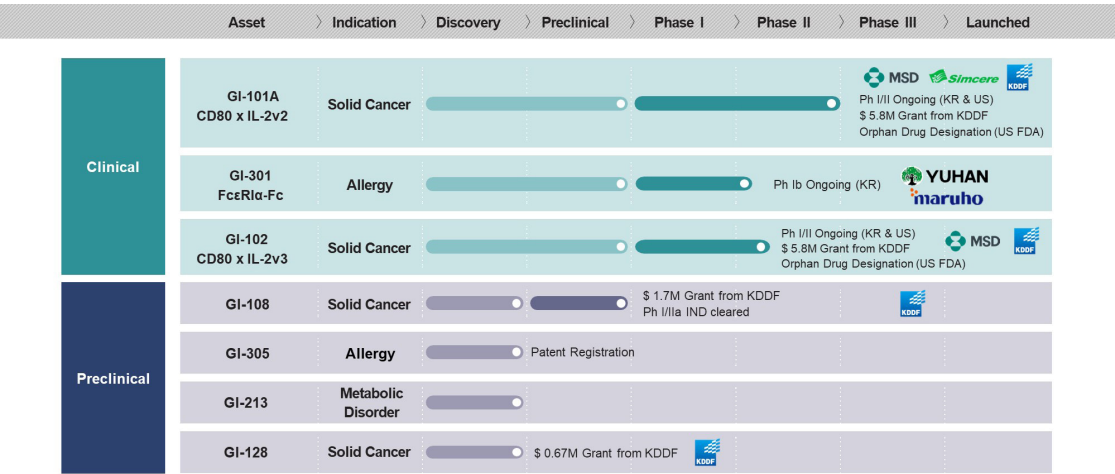 Asset
Indication
Discovery
Preclinical
Phase I
Phase II
Phase III
Launched
Clinical
GI-101A
CD80 x IL-2v2
Solid Cancer
MSD
Simcere
KDDF
Ph I/II Ongoing (KR & US)
$ 5.8M Grant from KDDF
Orphan Drug Designation (US FDA)
GI-301
FcεRIα-Fc
Allergy
Ph Ib Ongoing (KR)
YUHAN
maruho
GI-102
CD80 x IL-2v3
Solid Cancer
Ph I/II Ongoing (KR & US)
$ 5.8M Grant from KDDF
Orphan Drug Designation (US FDA)
MSD
KDDF
Preclinical
GI-108
Solid Cancer
$ 1.7M Grant from KDDF
Ph I/IIa IND cleared
KDDF
GI-305
Allergy
Patent Registration
GI-213
Metabolic
Disorder
GI-128
Solid Cancer
$ 0.67M Grant from KDDF
KDDF